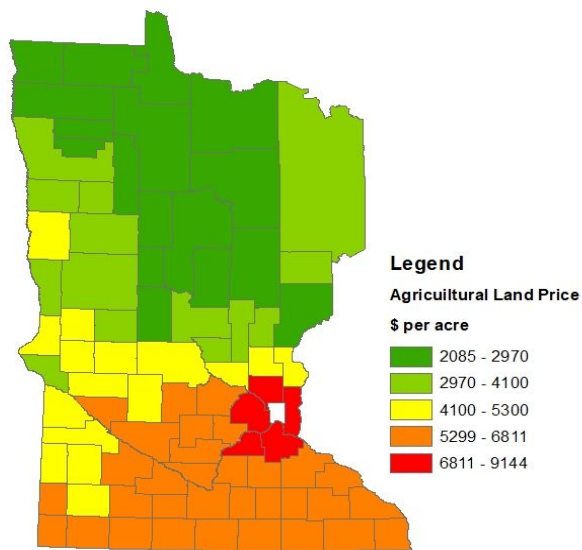 Legend
Agricuiltural Land Price
$ per acre
2085 - 2970
2970 - 4100
4100 - 5300
5299 - 6811
6811 - 9144